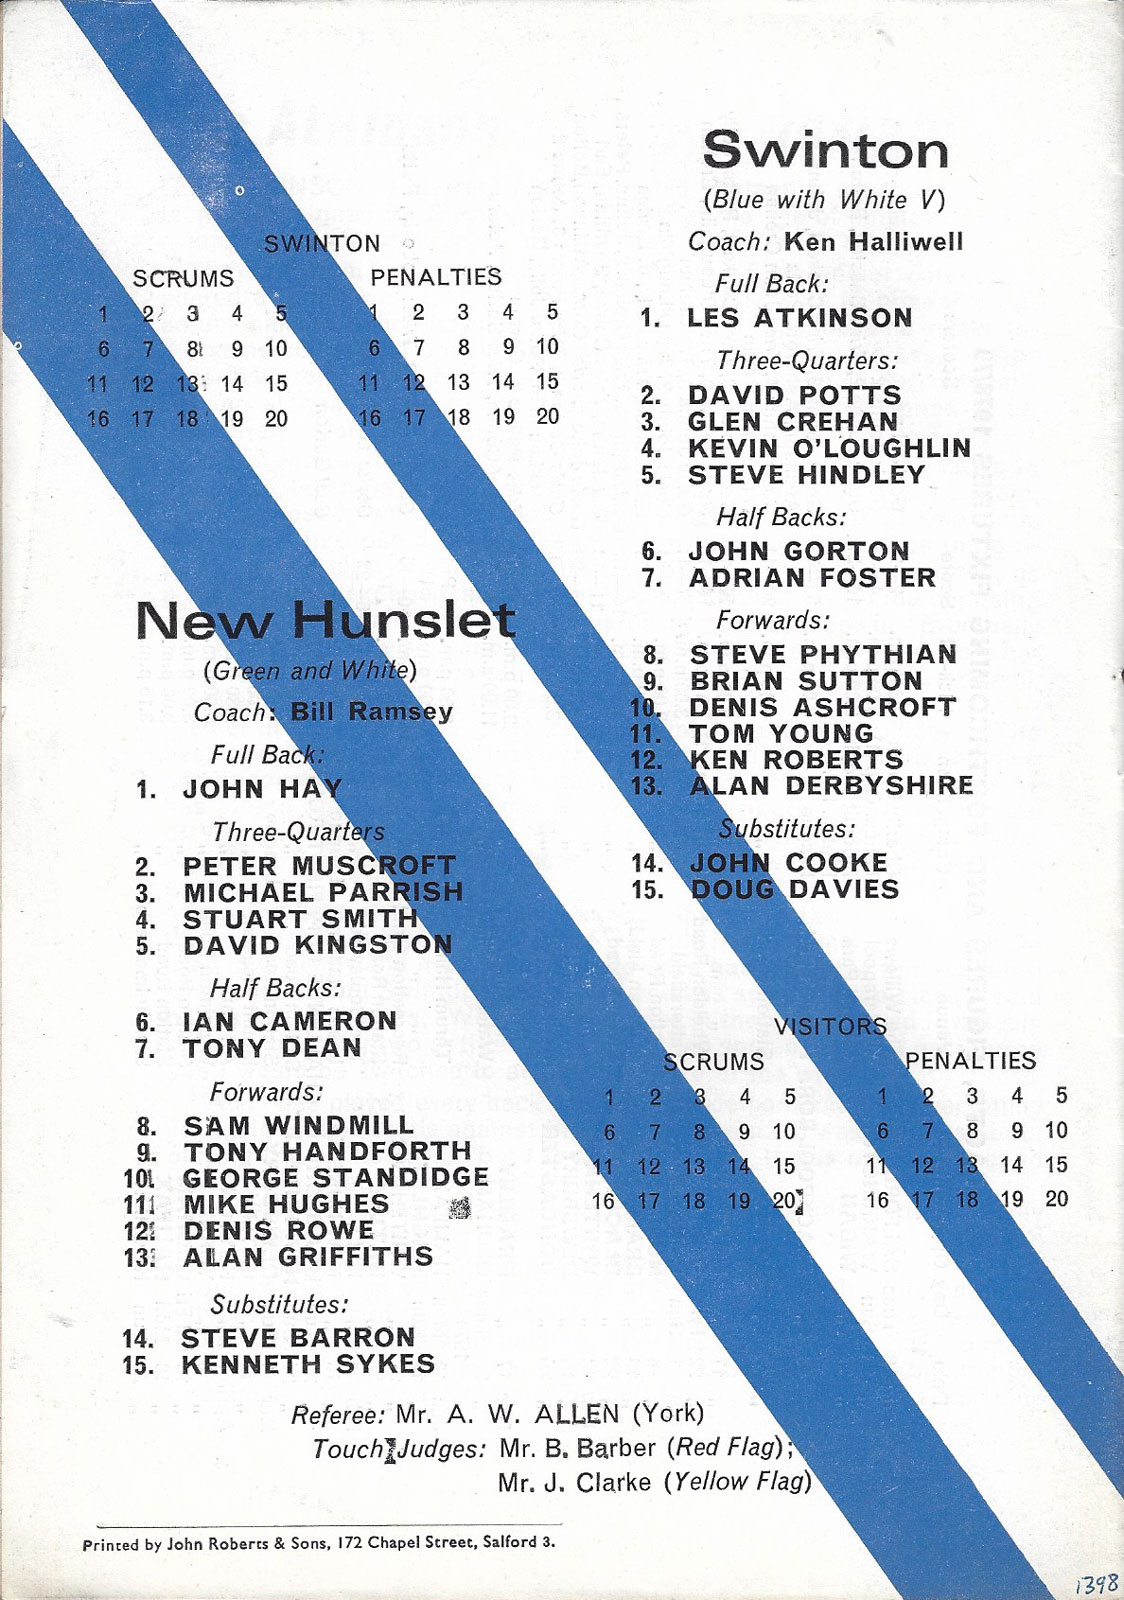 Swinton
(Blue with White V)
Coach: Ken Halliwell
Full Back:
1. LES ATKINSON
Three-Quarters:
2. DAVID POTTS
3. GLEN CREHAN
4. KEVIN O'LOUGHLIN
5. STEVE HINDLEY
Half Backs:
6. JOHN GORTON
7. ADRIAN FOSTER
Forwards:
8. STEVE PHYTHIAN
9. BRIAN SUTTON
10. DENIS ASHCROFT
11. TOM YOUNG
12. KEN ROBERTS
13. ALAN DERBYSHIRE
Substitutes:
14. JOHN COOKE
15. DOUG DAVIES
SWINTON
SCRUMS PENALTIES
1 2 3 4 5 1 2 3 4 5
6 7 8 9 10 6 7 8 9 10
11 12 13 14 15 11 12 13 14 15
16 17 18 19 20 16 17 18 19 20
New Hunslet
(Green and White)
Coach: Bill Ramsey
Full Back:
1. JOHN HAY
Three-Quarters
2. PETER MUSCROFT
3. MICHAEL PARRISH
4. STUART SMITH
5. DAVID KINGSTON
Half Backs:
6. IAN CAMERON
7. TONY DEAN
Forwards:
8. SAM WINDMILL
9. TONY HANDFORTH
10. GEORGE STANDIDGE
11. MIKE HUGHES
12. DENIS ROWE
13. ALAN GRIFFITHS
Substitutes:
14. STEVE BARRON
15. KENNETH SYKES
VISITORS
SCRUMS PENALTIES
1 2 3 4 5 1 2 3 4 5
6 7 8 9 10 6 7 8 9 10
11 12 13 14 15 11 12 13 14 15
16 17 18 19 20 16 17 18 19 20
Referee: Mr. A. W. ALLEN (York)
Touch Judges: Mr. B. Barber (Red Flag);
Mr. J. Clarke (Yellow Flag)
Printed by John Roberts & Sons, 172 Chapel Street, Salford 3.
1398